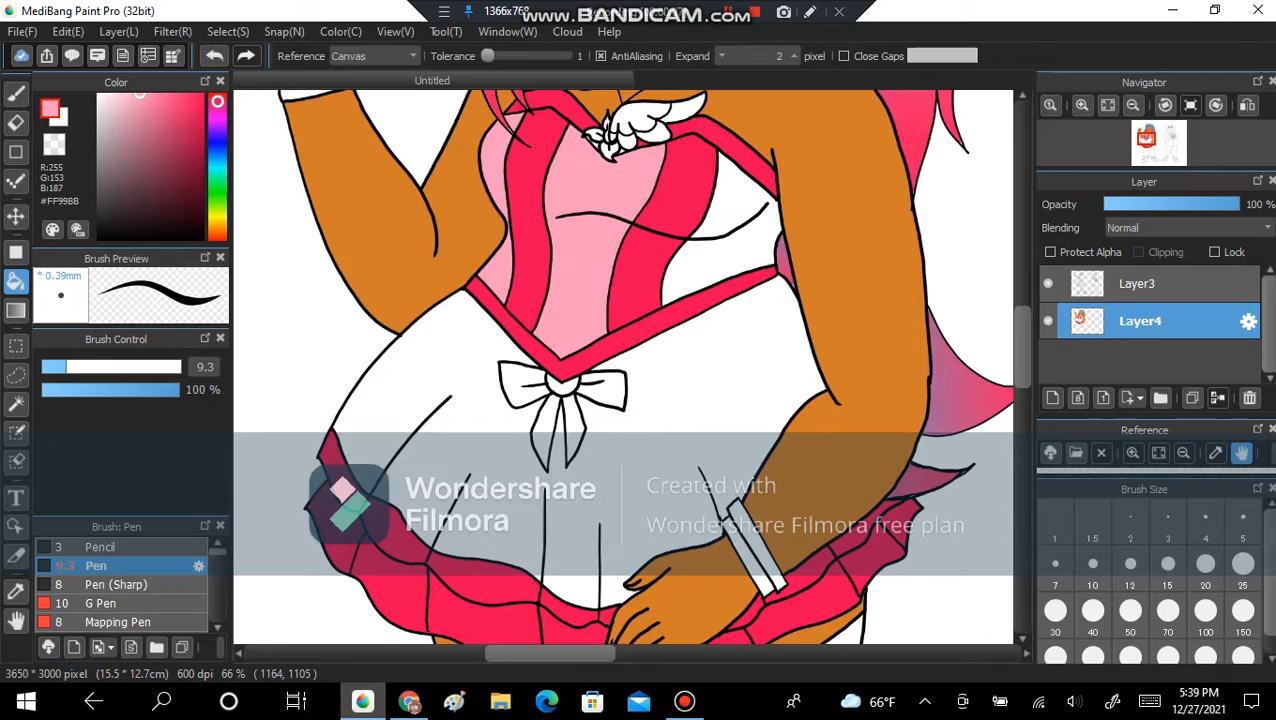 MediBang Paint Pro (32bit)
1366x768
www.BANDICAM.com
File(F) Edit(E) Layer(L) Filter(R) Select(S) Snap(N) Color(C) View(V) Tool(T) Window(W) Cloud Help
Reference Canvas Tolerance 1 AntiAliasing Expand 2 pixel Close Gaps
Color
Untitled
Navigator
R:255
G:153
B:187
#FF99BB
Layer
Opacity 100 %
Blending Normal
Protect Alpha Clipping Lock
Brush Preview
* 0.39mm
Layer3
Layer4
Brush Control
9.3
100 %
Reference
Wondershare
Filmora
Created with
Wondershare Filmora free plan
Brush Size
1 1.5 2 3 4 5
7 10 12 15 20 25
30 40 50 70 100 150
Brush: Pen
3 Pencil
9.3 Pen
8 Pen (Sharp)
10 G Pen
8 Mapping Pen
3650 * 3000 pixel (15.5 * 12.7cm) 600 dpi 66 % (1164, 1105)
66°F
5:39 PM
12/27/2021